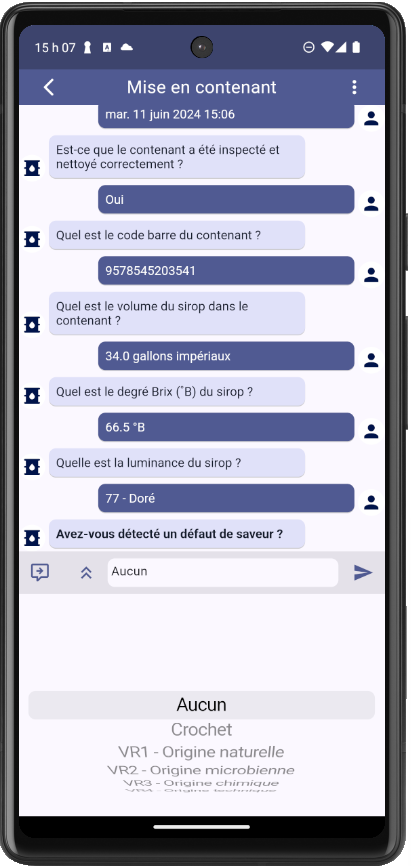 15 h 07
Mise en contenant
mar. 11 juin 2024 15:06
Est-ce que le contenant a été inspecté et
nettoyé correctement ?
Oui
Quel est le code barre du contenant ?
9578545203541
Quel est le volume du sirop dans le
contenant ?
34.0 gallons impériaux
Quel est le degré Brix (°B) du sirop ?
66.5 °B
Quelle est la luminance du sirop ?
77 - Doré
Avez-vous détecté un défaut de saveur ?
Aucun
Aucun
Crochet
VR1 - Origine naturelle
VR2 - Origine microbienne
VR3 - Origine chimique
VR4 - Origine technique